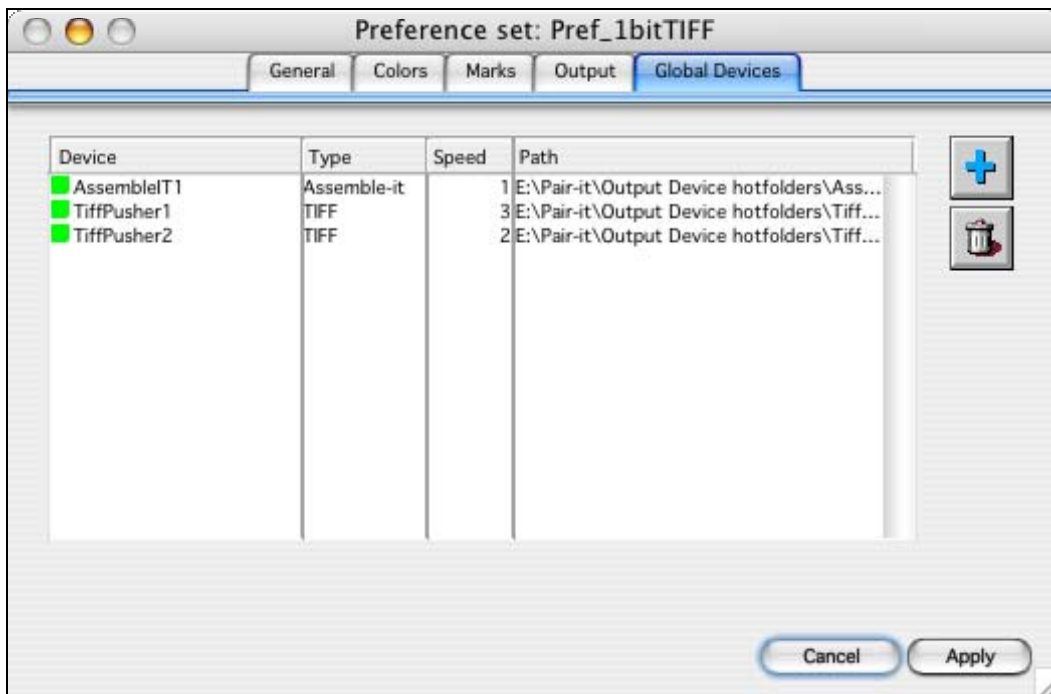 Preference set: Pref_1bitTIFF
General Colors Marks Output Global Devices
Device Type Speed Path
AssembleIT1 Assemble-it 1 E:\Pair-it\Output Device hotfolders\Ass...
TiffPusher1 TIFF 3 E:\Pair-it\Output Device hotfolders\Tiff...
TiffPusher2 TIFF 2 E:\Pair-it\Output Device hotfolders\Tiff...
Cancel Apply